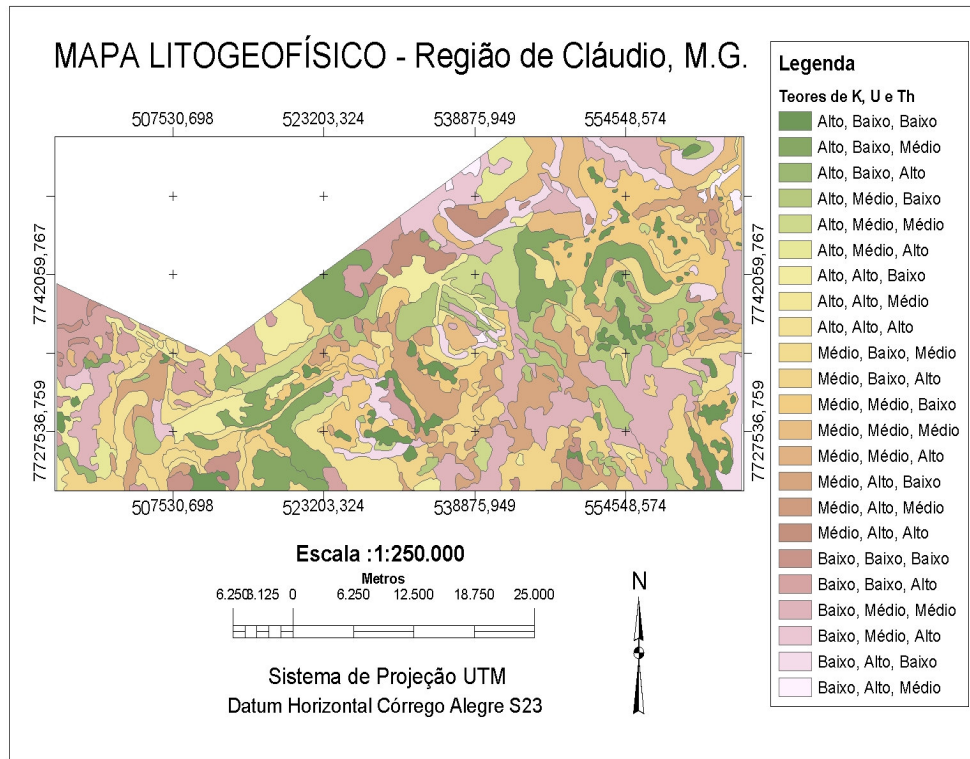 MAPA LITOGEOFÍSICO - Região de Cláudio, M.G.
507530,698 523203,324 538875,949 554548,574
7742059,767 7742059,767
7727536,759 7727536,759
507530,698 523203,324 538875,949 554548,574
Escala :1:250.000
Metros
6.250 3.125 0 6.250 12.500 18.750 25.000
Sistema de Projeção UTM
Datum Horizontal Córrego Alegre S23
N
Legenda
Teores de K, U e Th
Alto, Baixo, Baixo
Alto, Baixo, Médio
Alto, Baixo, Alto
Alto, Médio, Baixo
Alto, Médio, Médio
Alto, Médio, Alto
Alto, Alto, Baixo
Alto, Alto, Médio
Alto, Alto, Alto
Médio, Baixo, Médio
Médio, Baixo, Alto
Médio, Médio, Baixo
Médio, Médio, Médio
Médio, Médio, Alto
Médio, Alto, Baixo
Médio, Alto, Médio
Médio, Alto, Alto
Baixo, Baixo, Baixo
Baixo, Baixo, Alto
Baixo, Médio, Médio
Baixo, Médio, Alto
Baixo, Alto, Baixo
Baixo, Alto, Médio